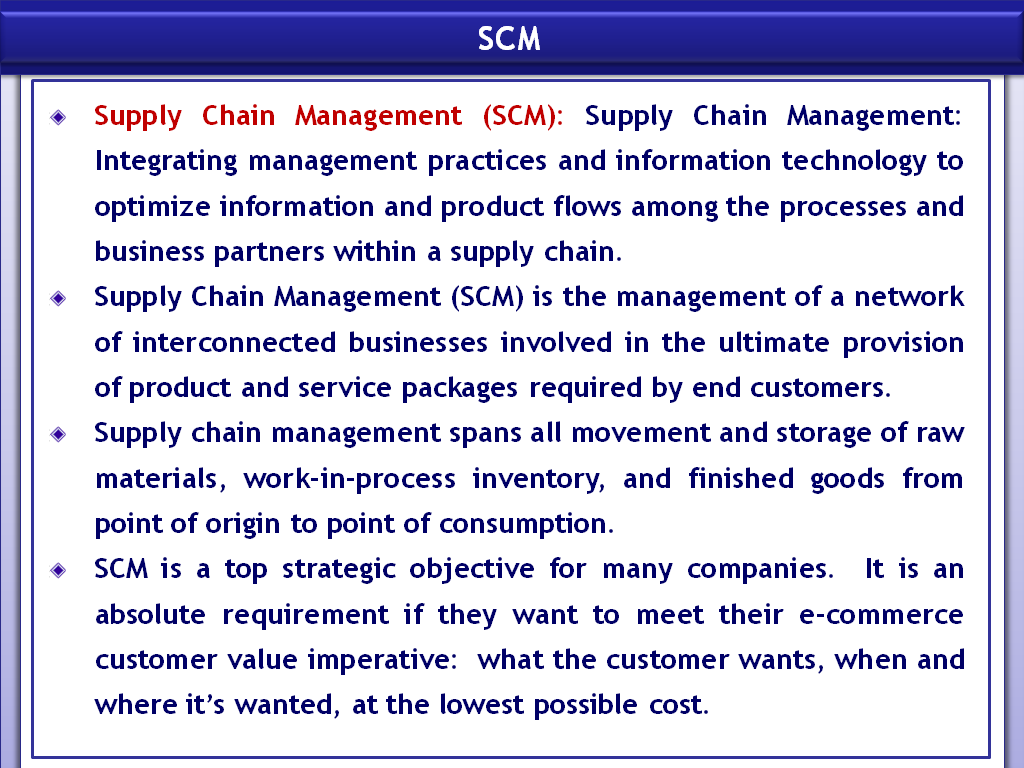 SCM
Supply Chain Management (SCM): Supply Chain Management:
Integrating management practices and information technology to
optimize information and product flows among the processes and
business partners within a supply chain.
Supply Chain Management (SCM) is the management of a network
of interconnected businesses involved in the ultimate provision
of product and service packages required by end customers.
Supply chain management spans all movement and storage of raw
materials, work-in-process inventory, and finished goods from
point of origin to point of consumption.
SCM is a top strategic objective for many companies. It is an
absolute requirement if they want to meet their e-commerce
customer value imperative: what the customer wants, when and
where it’s wanted, at the lowest possible cost.